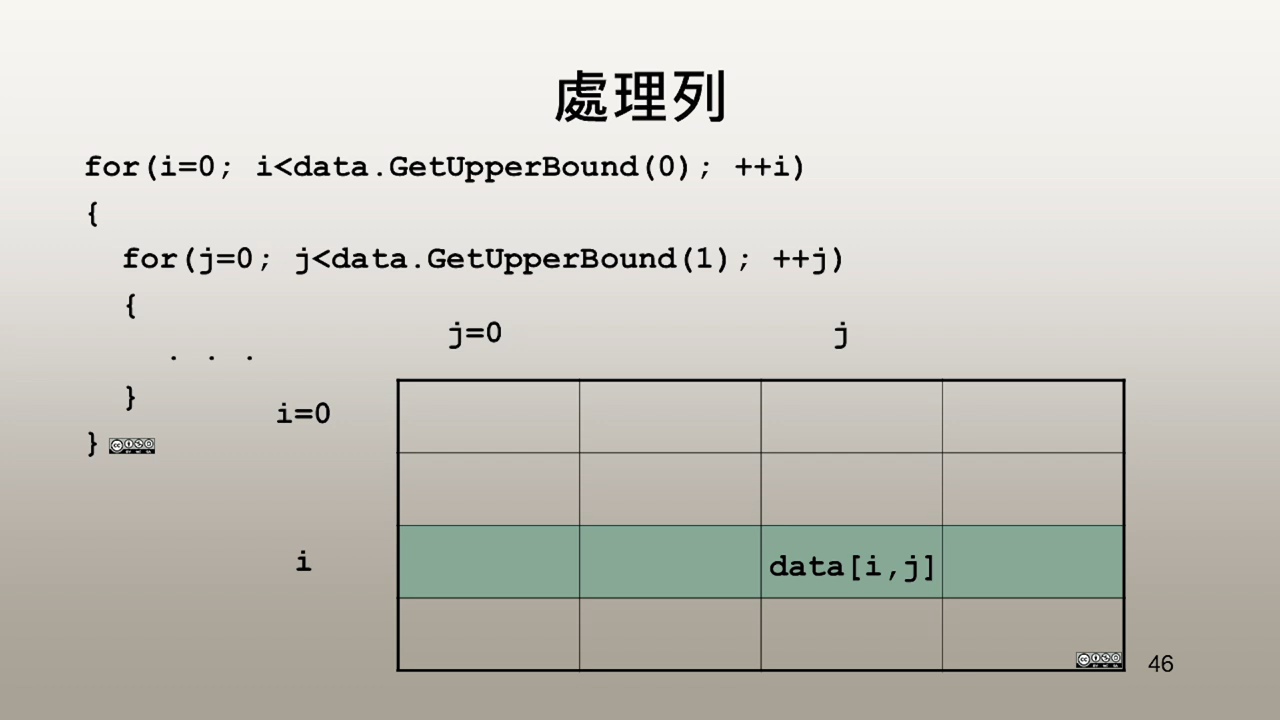 處理列
for(i=0; i<data.GetUpperBound(0); ++i)
{
for(j=0; j<data.GetUpperBound(1); ++j)
{
. . .
}
}
j=0 j
i=0
i data[i,j]
46